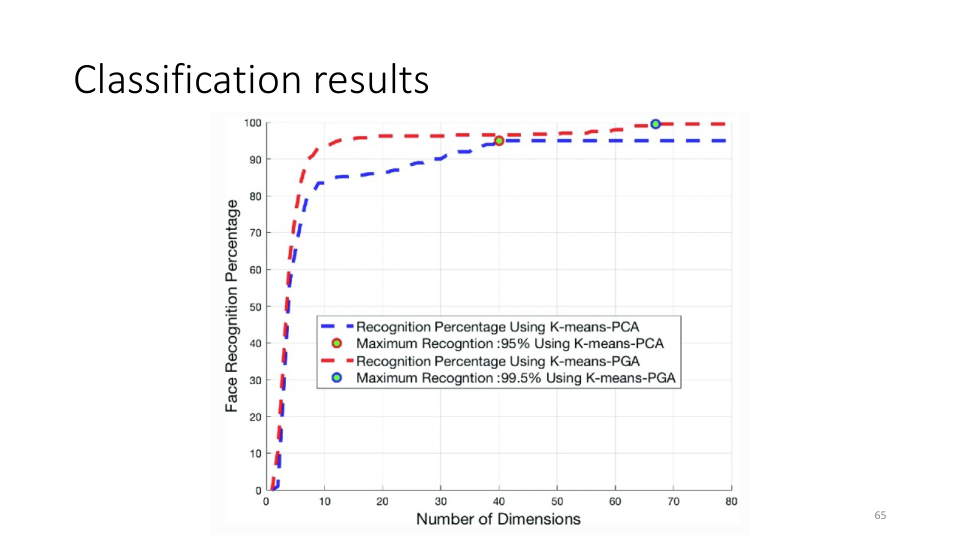 Classification results
100
90
80
70
60
50
40
30
20
10
0
Face Recognition Percentage
Recognition Percentage Using K-means-PCA
Maximum Recogntion :95% Using K-means-PCA
Recognition Percentage Using K-means-PGA
Maximum Recogntion :99.5% Using K-means-PGA
0 10 20 30 40 50 60 70 80
Number of Dimensions
65